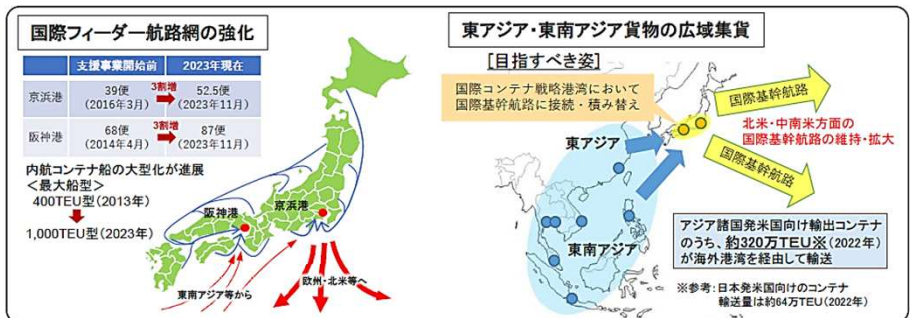 国際フィーダー航路網の強化
支援事業開始前 2023年現在
京浜港 39便 3割増 52.5便
(2016年3月) (2023年11月)
阪神港 68便 3割増 87便
(2014年4月) (2023年11月)
内航コンテナ船の大型化が進展
<最大船型>
400TEU型(2013年)
1,000TEU型(2023年)
阪神港
京浜港
東南アジア等から
欧州・北米等へ
東アジア・東南アジア貨物の広域集貨
[目指すべき姿]
国際コンテナ戦略港湾において
国際基幹航路に接続・積み替え
国際基幹航路
北米・中南米方面の
国際基幹航路の維持・拡大
国際基幹航路
東アジア
東南アジア
アジア諸国発米国向け輸出コンテナ
のうち、約320万TEU※(2022年)
が海外港湾を経由して輸送
※参考:日本発米国向けのコンテナ
輸送量は約64万TEU(2022年)